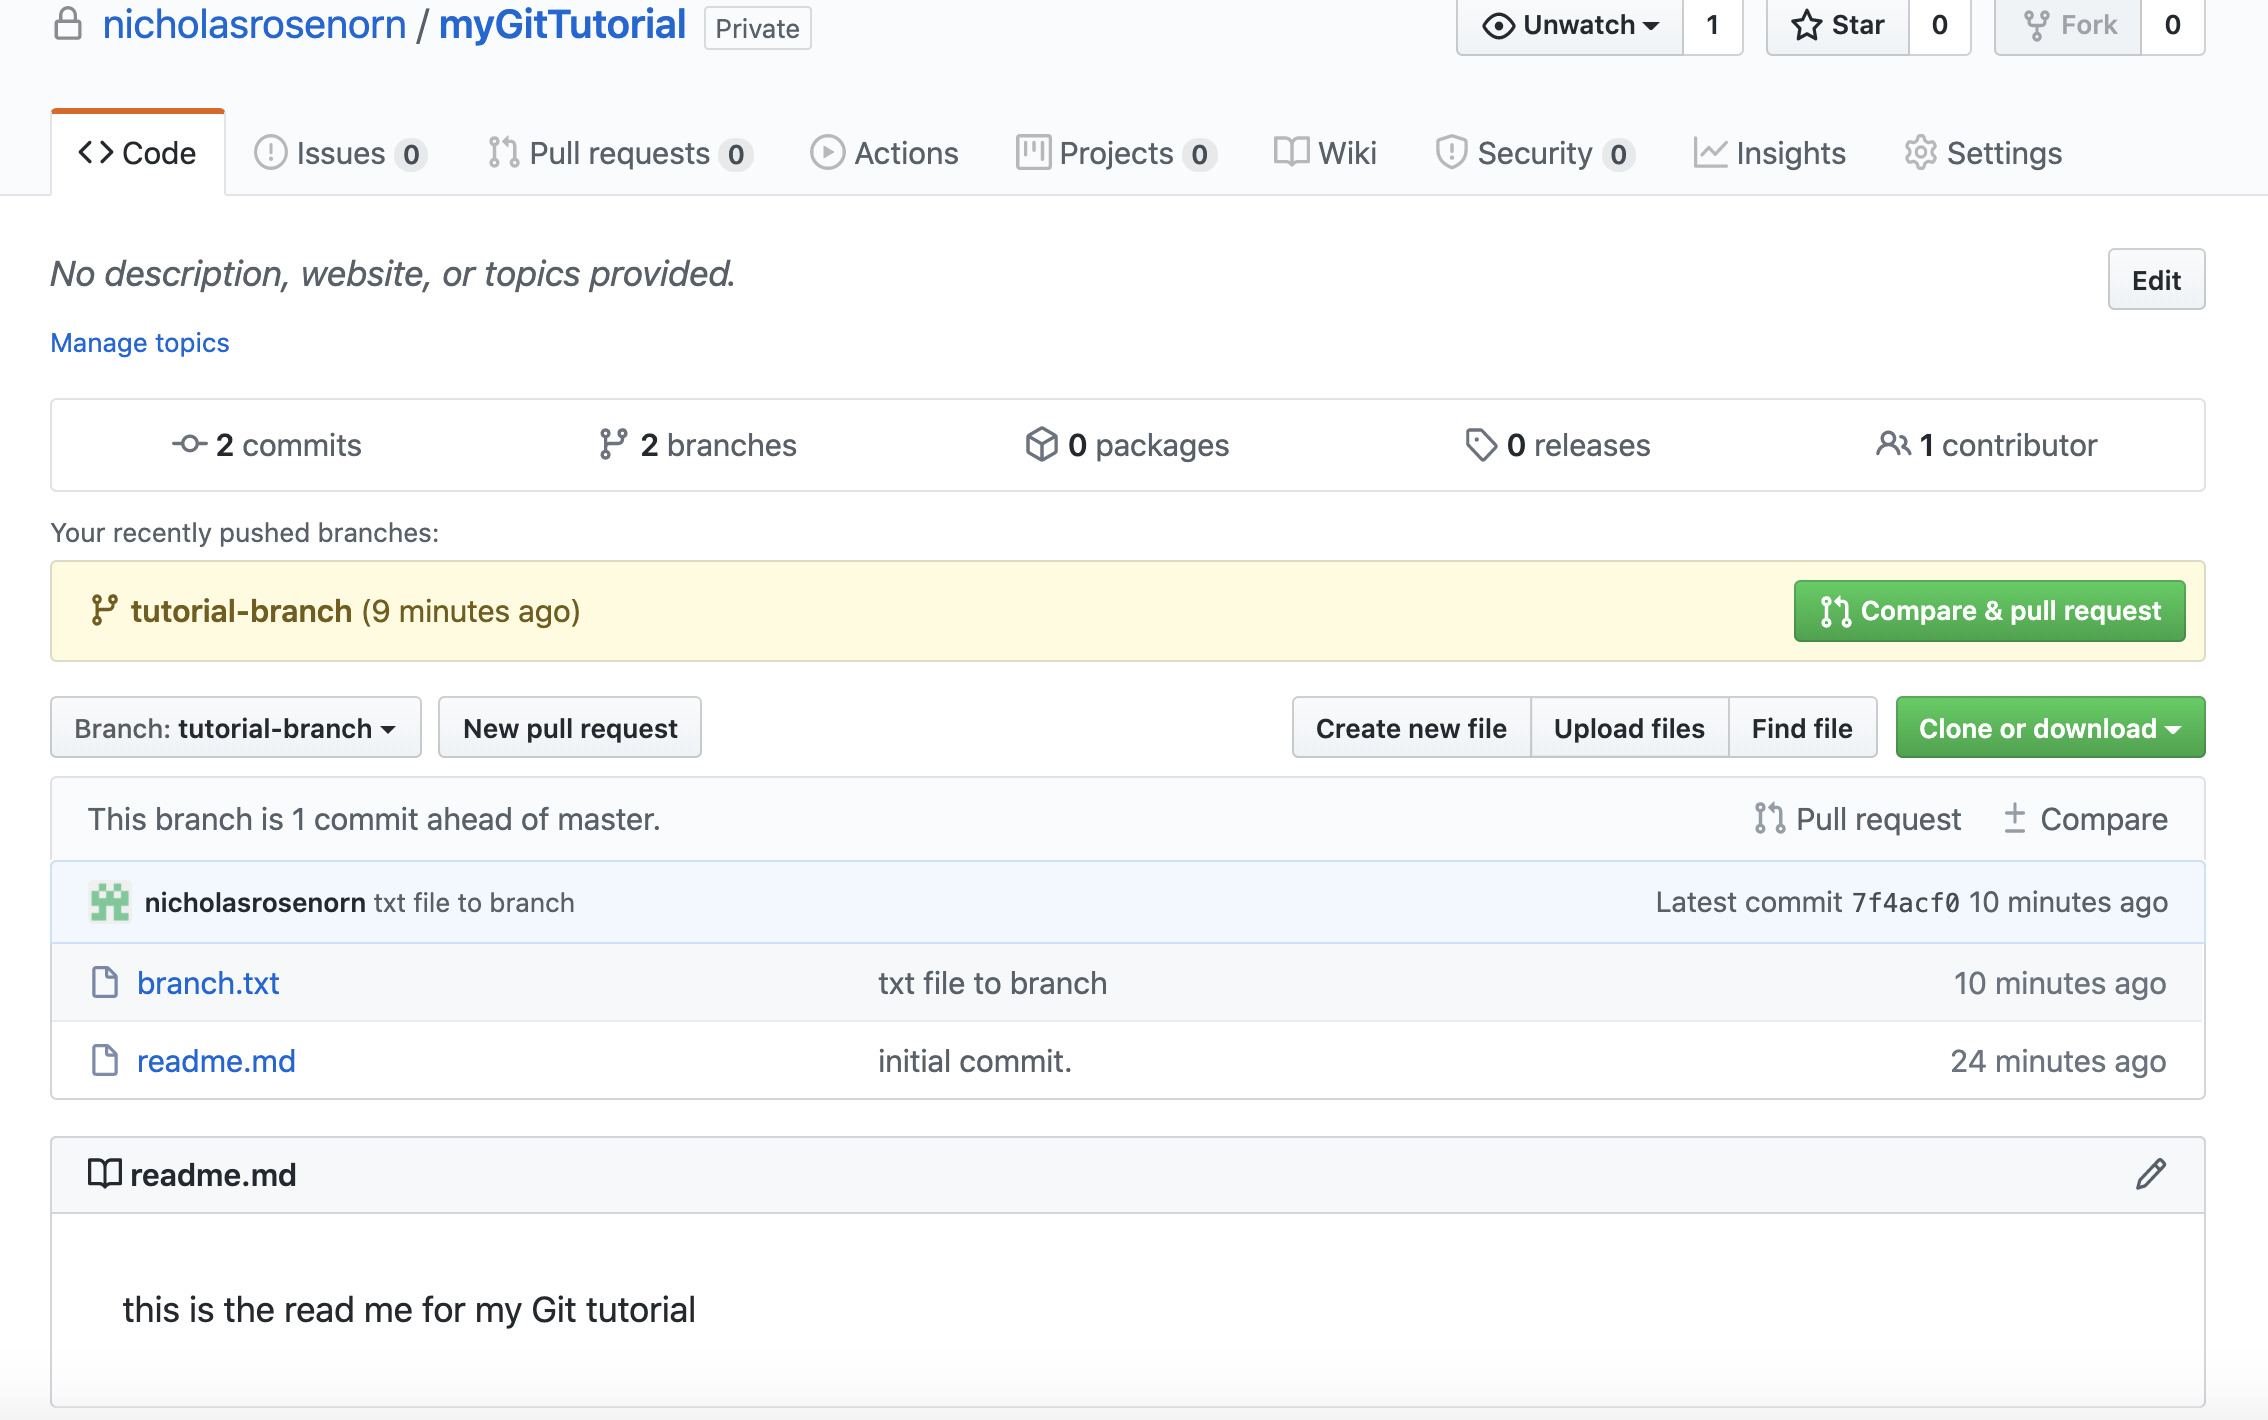 nicholasrosenorn / myGitTutorial Private Unwatch 1 Star 0 Fork 0
Code Issues 0 Pull requests 0 Actions Projects 0 Wiki Security 0 Insights Settings
No description, website, or topics provided. Edit
Manage topics
2 commits 2 branches 0 packages 0 releases 1 contributor
Your recently pushed branches:
tutorial-branch (9 minutes ago) Compare & pull request
Branch: tutorial-branch New pull request Create new file Upload files Find file Clone or download
This branch is 1 commit ahead of master. Pull request Compare
nicholasrosenorn txt file to branch Latest commit 7f4acf0 10 minutes ago
branch.txt txt file to branch 10 minutes ago
readme.md initial commit. 24 minutes ago
readme.md
this is the read me for my Git tutorial